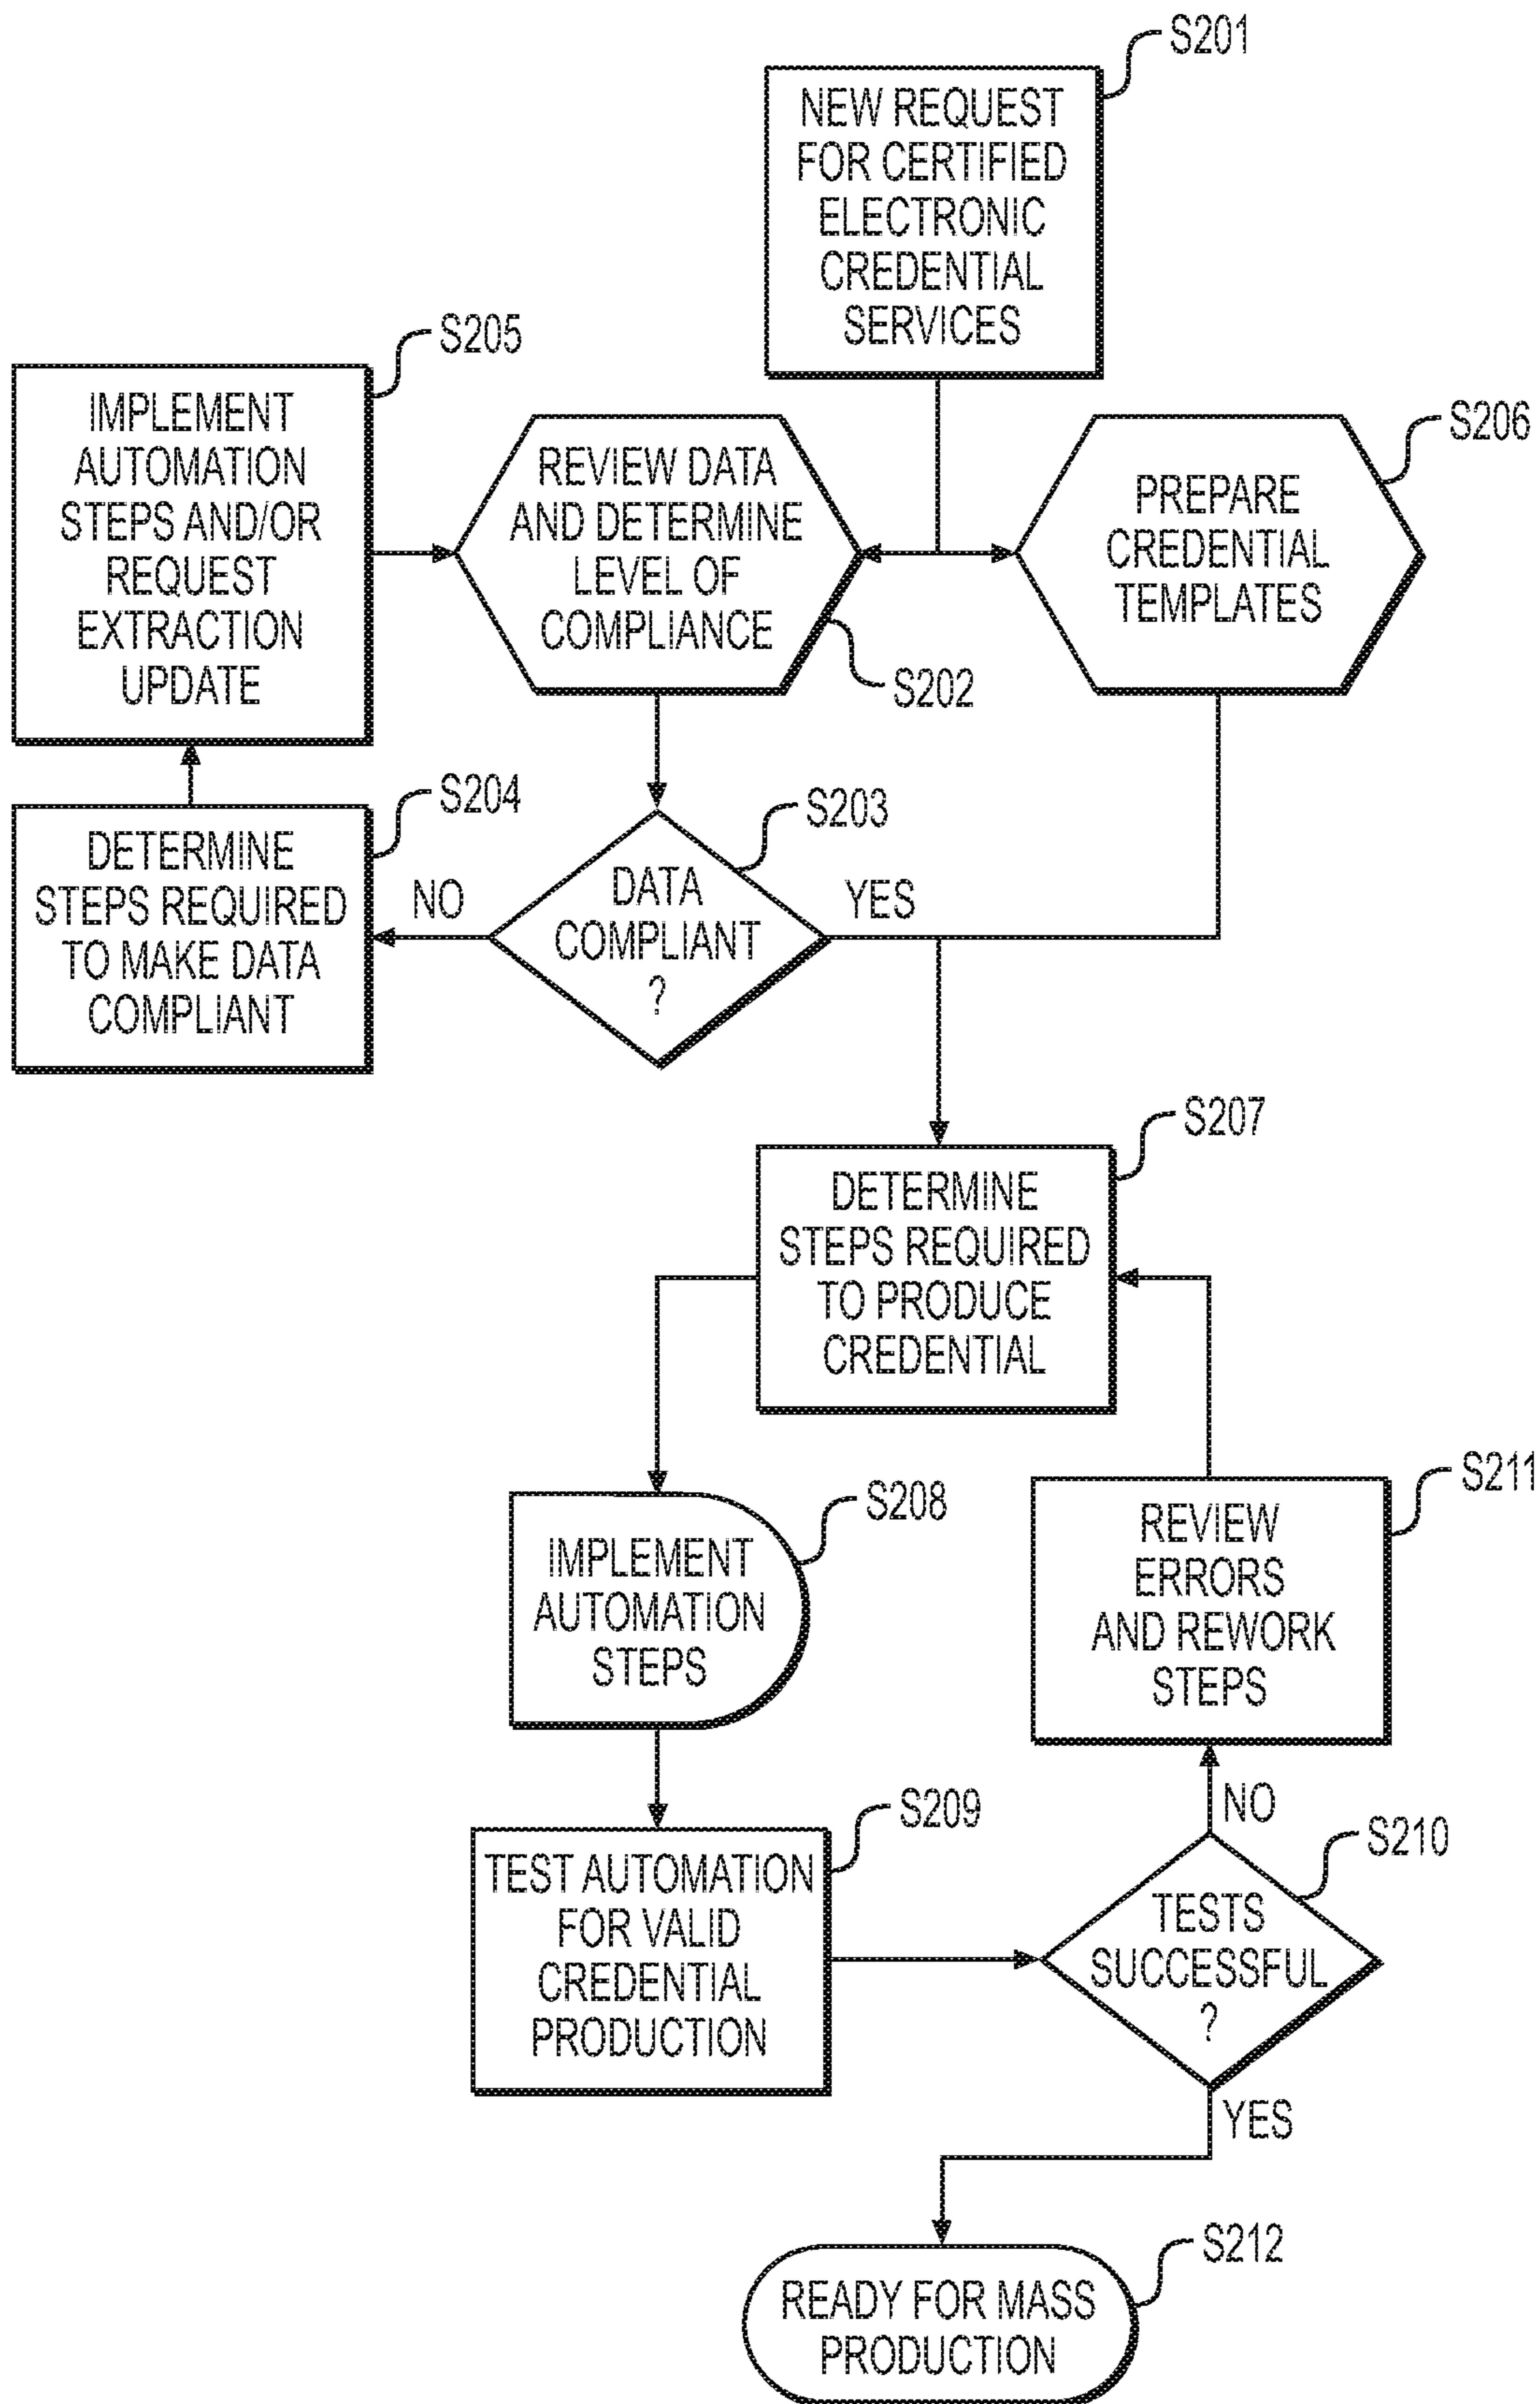 S201
NEW REQUEST
FOR CERTIFIED
ELECTRONIC
CREDENTIAL
SERVICES
S205
IMPLEMENT
AUTOMATION
STEPS AND/OR
REQUEST
EXTRACTION
UPDATE
REVIEW DATA
AND DETERMINE
LEVEL OF
COMPLIANCE
S202
S206
PREPARE
CREDENTIAL
TEMPLATES
S204
DETERMINE
STEPS REQUIRED
TO MAKE DATA
COMPLIANT
NO
S203
DATA
COMPLIANT
?
YES
S207
DETERMINE
STEPS REQUIRED
TO PRODUCE
CREDENTIAL
S208
IMPLEMENT
AUTOMATION
STEPS
S211
REVIEW
ERRORS
AND REWORK
STEPS
NO
S209
TEST AUTOMATION
FOR VALID
CREDENTIAL
PRODUCTION
S210
TESTS
SUCCESSFUL
?
YES
S212
READY FOR MASS
PRODUCTION